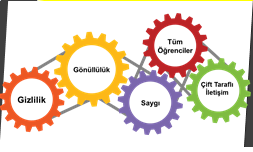 Gizlilik
Gönüllülük
Saygı
Tüm
Öğrenciler
Çift Taraflı
İletişim